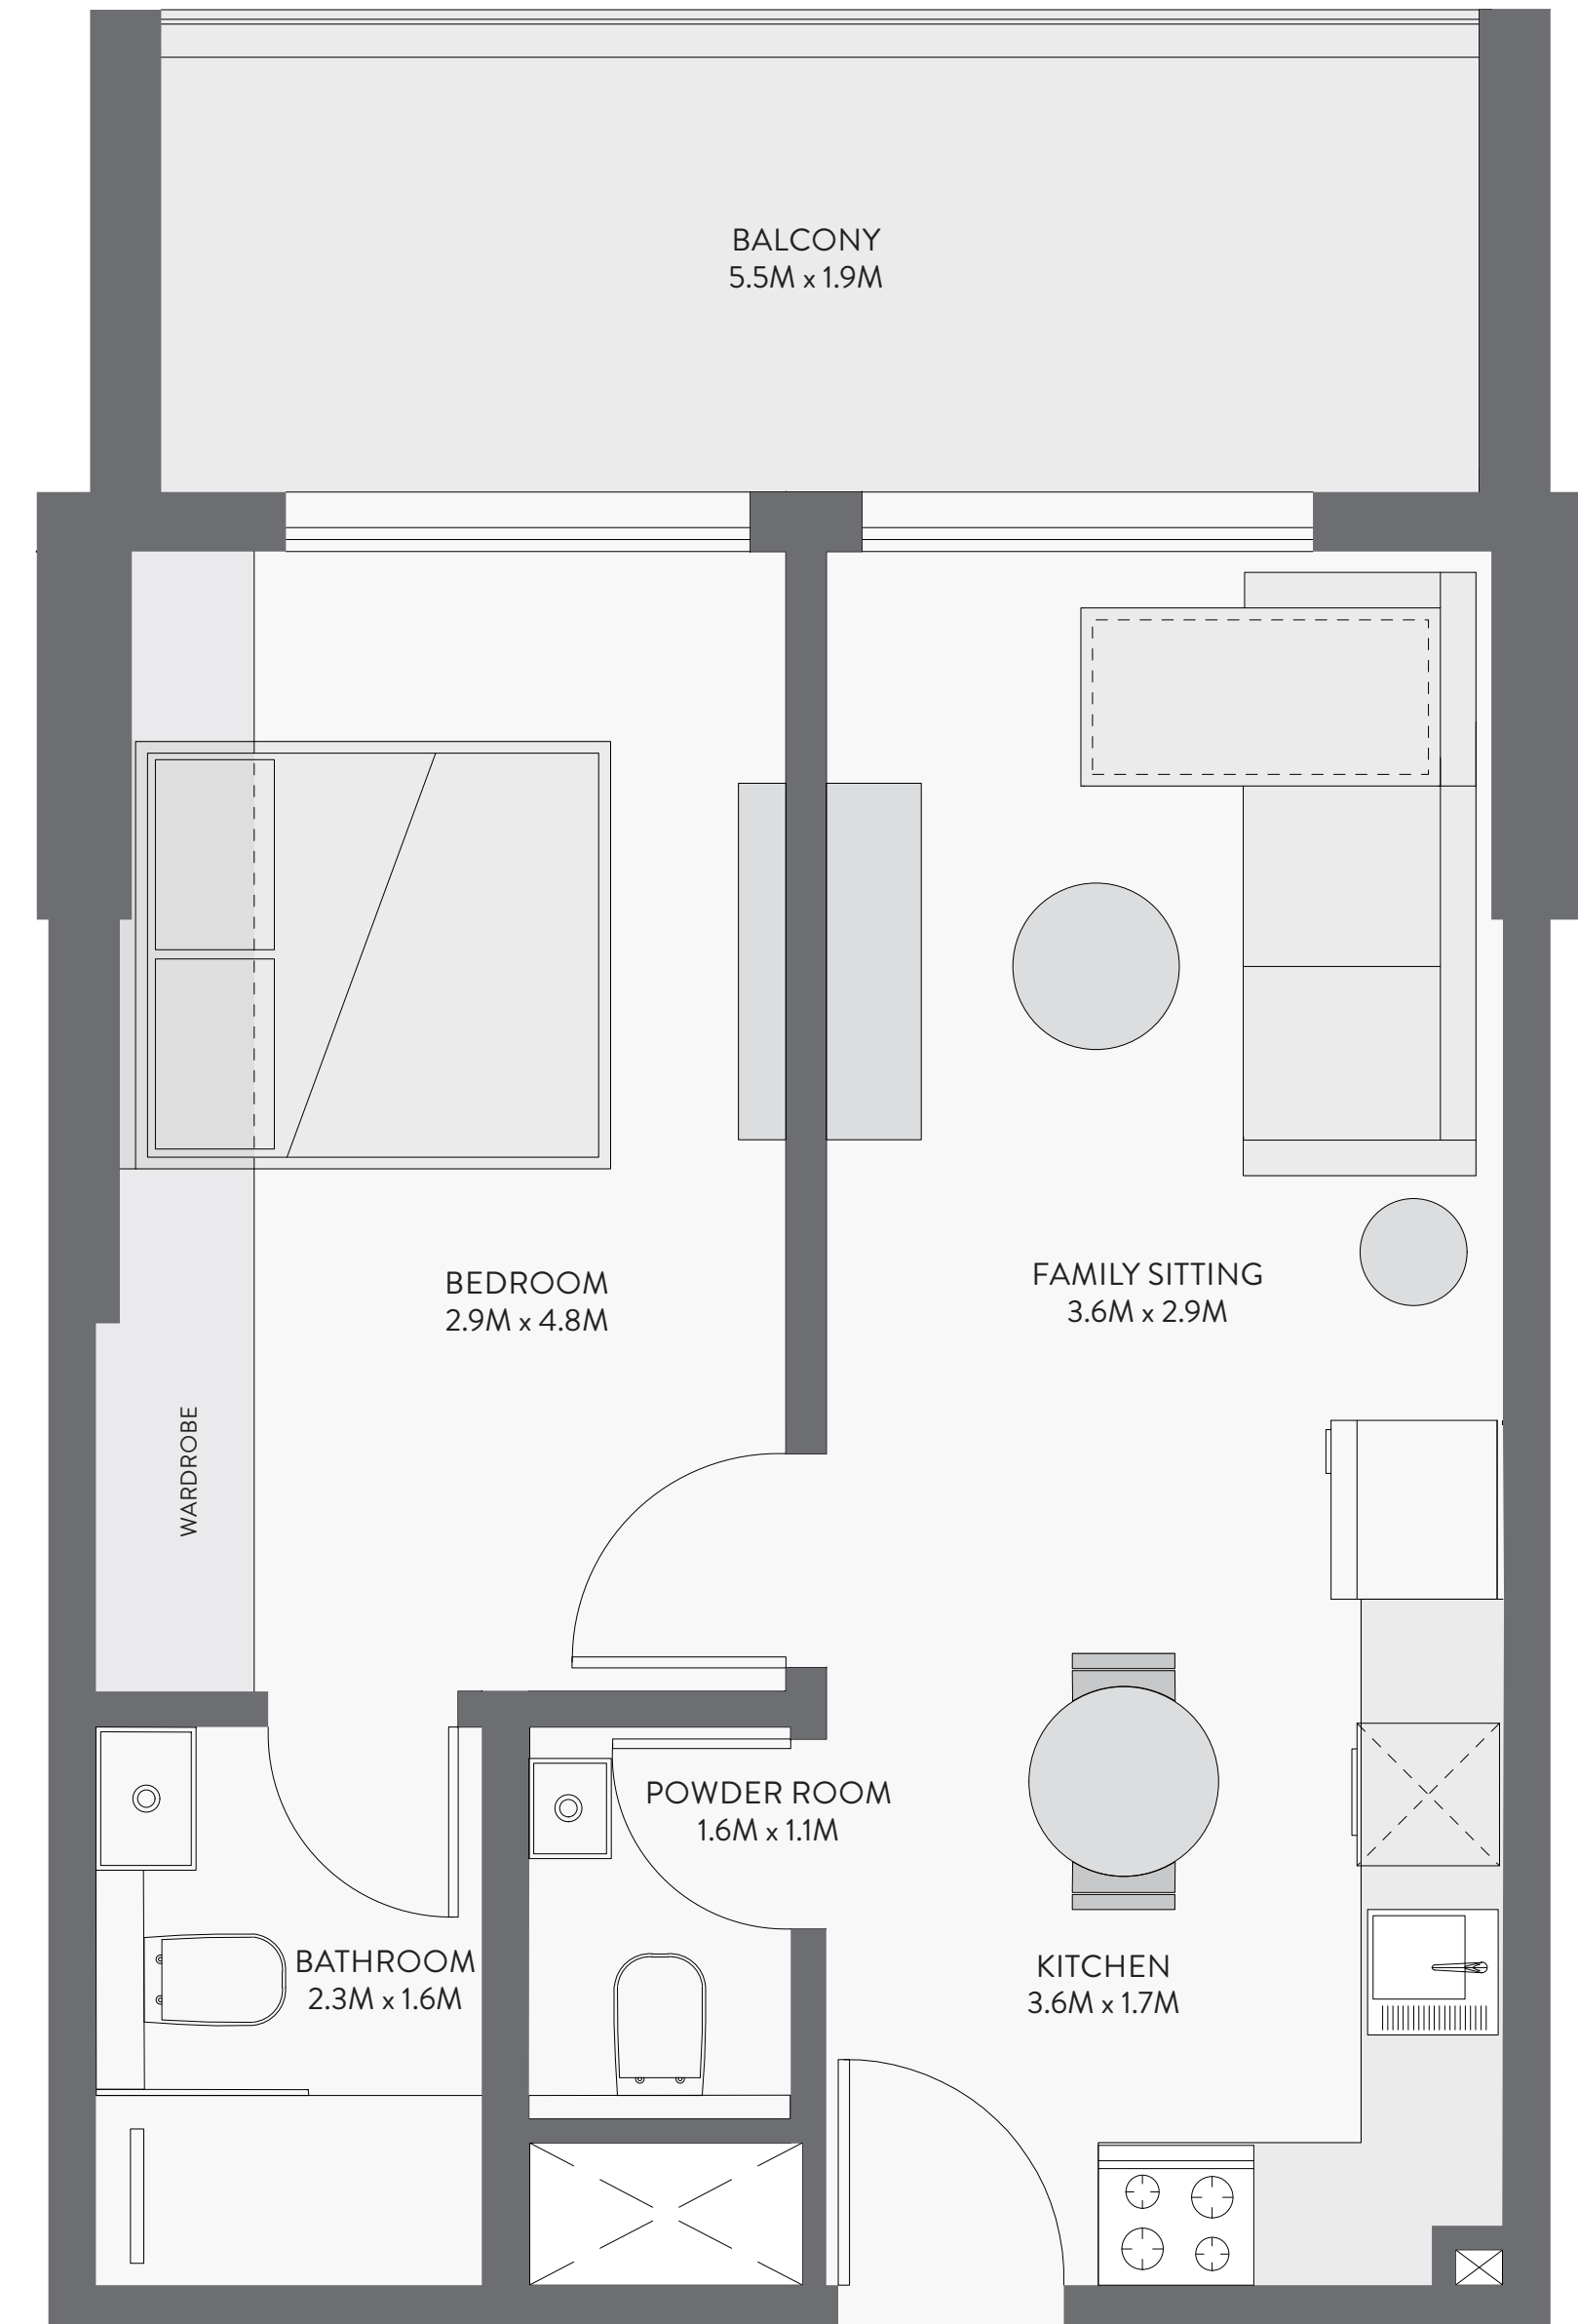 BALCONY
5.5M x 1.9M
BEDROOM
2.9M x 4.8M
FAMILY SITTING
3.6M x 2.9M
WARDROBE
POWDER ROOM
1.6M x 1.1M
BATHROOM
2.3M x 1.6M
KITCHEN
3.6M x 1.7M